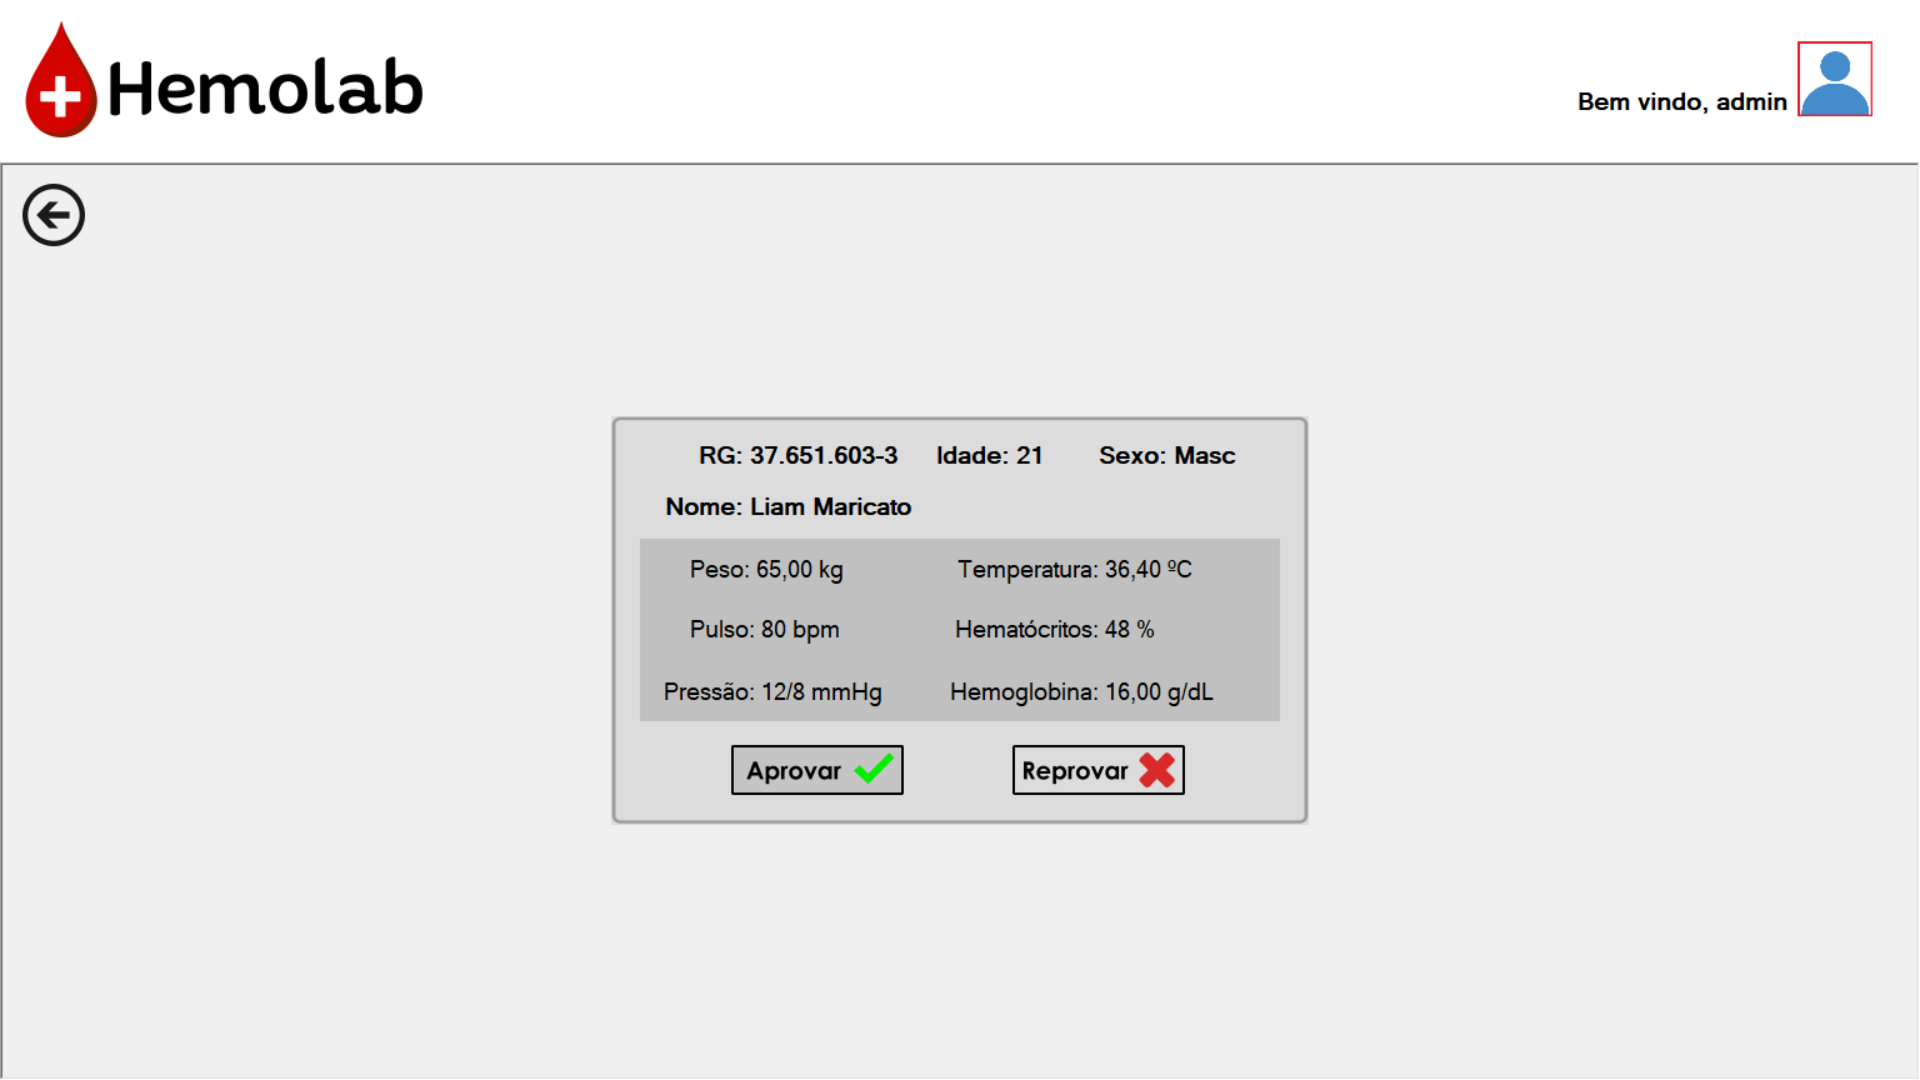 Hemolab
Bem vindo, admin
RG: 37.651.603-3 Idade: 21 Sexo: Masc
Nome: Liam Maricato
Peso: 65,00 kg Temperatura: 36,40 ºC
Pulso: 80 bpm Hematócritos: 48 %
Pressão: 12/8 mmHg Hemoglobina: 16,00 g/dL
Aprovar Reprovar